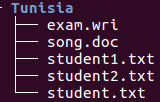 Tunisia
├── exam.wri
├── song.doc
├── student1.txt
├── student2.txt
└── student.txt